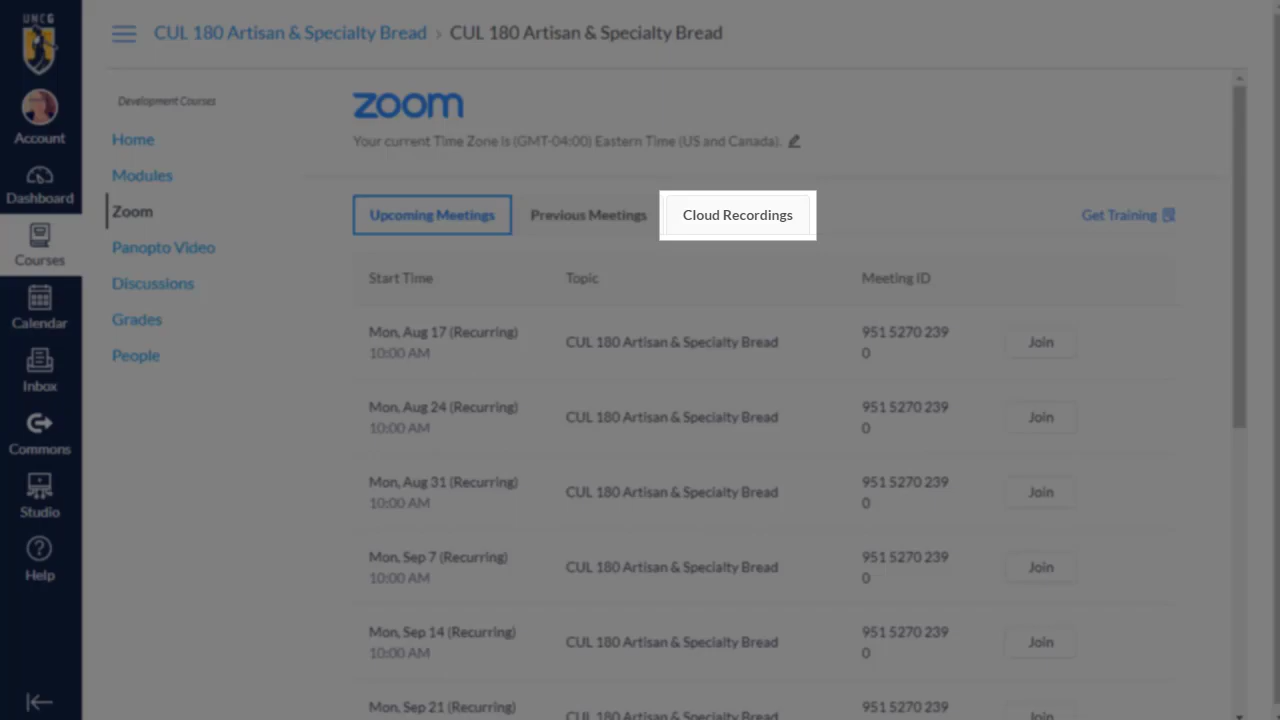 UNCG
CUL 180 Artisan & Specialty Bread › CUL 180 Artisan & Specialty Bread
Account
Dashboard
Courses
Calendar
Inbox
Commons
Studio
Help
Development Courses
Home
Modules
Zoom
Panopto Video
Discussions
Grades
People
zoom
Your current Time Zone is (GMT-04:00) Eastern Time (US and Canada).
Upcoming Meetings Previous Meetings Cloud Recordings Get Training
Start Time Topic Meeting ID
Mon, Aug 17 (Recurring)
10:00 AM
CUL 180 Artisan & Specialty Bread
951 5270 239
0
Join
Mon, Aug 24 (Recurring)
10:00 AM
CUL 180 Artisan & Specialty Bread
951 5270 239
0
Join
Mon, Aug 31 (Recurring)
10:00 AM
CUL 180 Artisan & Specialty Bread
951 5270 239
0
Join
Mon, Sep 7 (Recurring)
10:00 AM
CUL 180 Artisan & Specialty Bread
951 5270 239
0
Join
Mon, Sep 14 (Recurring)
10:00 AM
CUL 180 Artisan & Specialty Bread
951 5270 239
0
Join
Mon, Sep 21 (Recurring)
CUL 180 Artisan & Specialty Bread
951 5270 239
Join